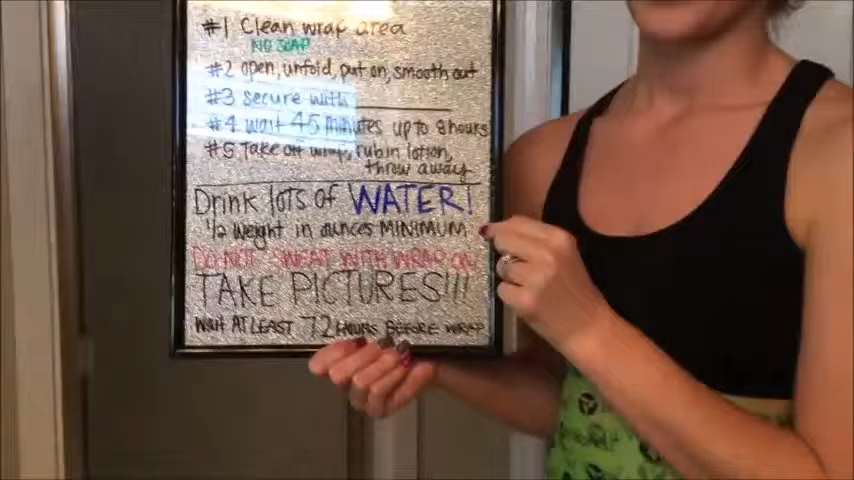 #1 Clean wrap area
NO SOAP
#2 open, unfold, put on, smooth out
#3 secure with
#4 wait 45 minutes up to 8 hours
#5 Take off wrap, rub in lotion,
throw away
Drink lots of WATER!
1/2 weight in ounces MINIMUM
DO NOT SWEAT WITH WRAP ON
TAKE PICTURES!!!
WAIT AT LEAST 72 HOURS BEFORE WRAP